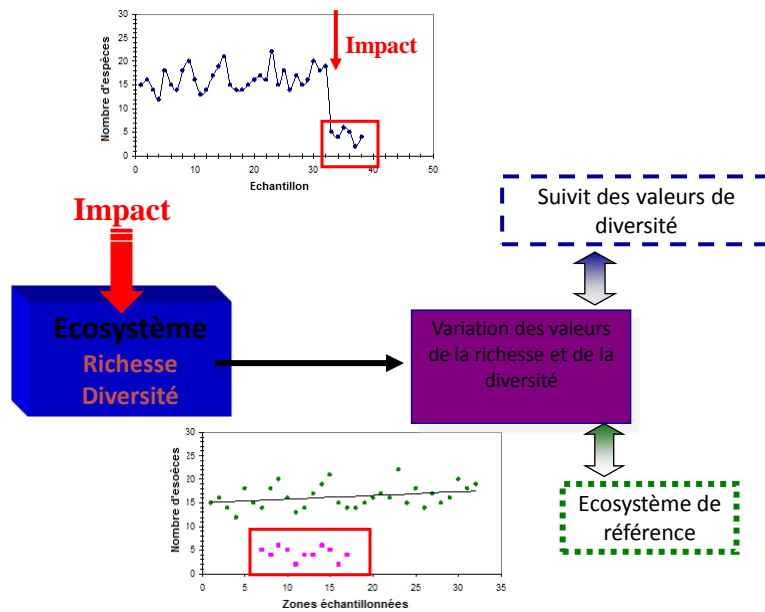 30
25
20
15
10
5
0
Nombre d'espèces
Impact
0 10 20 30 40 50
Echantillon
Impact
Ecosystème
Richesse
Diversité
Suivit des valeurs de
diversité
Variation des valeurs
de la richesse et de la
diversité
30
25
20
15
10
5
0
Nombre d'esoèces
0 5 10 15 20 25 30 35
Zones échantillonnées
Ecosystème de
référence